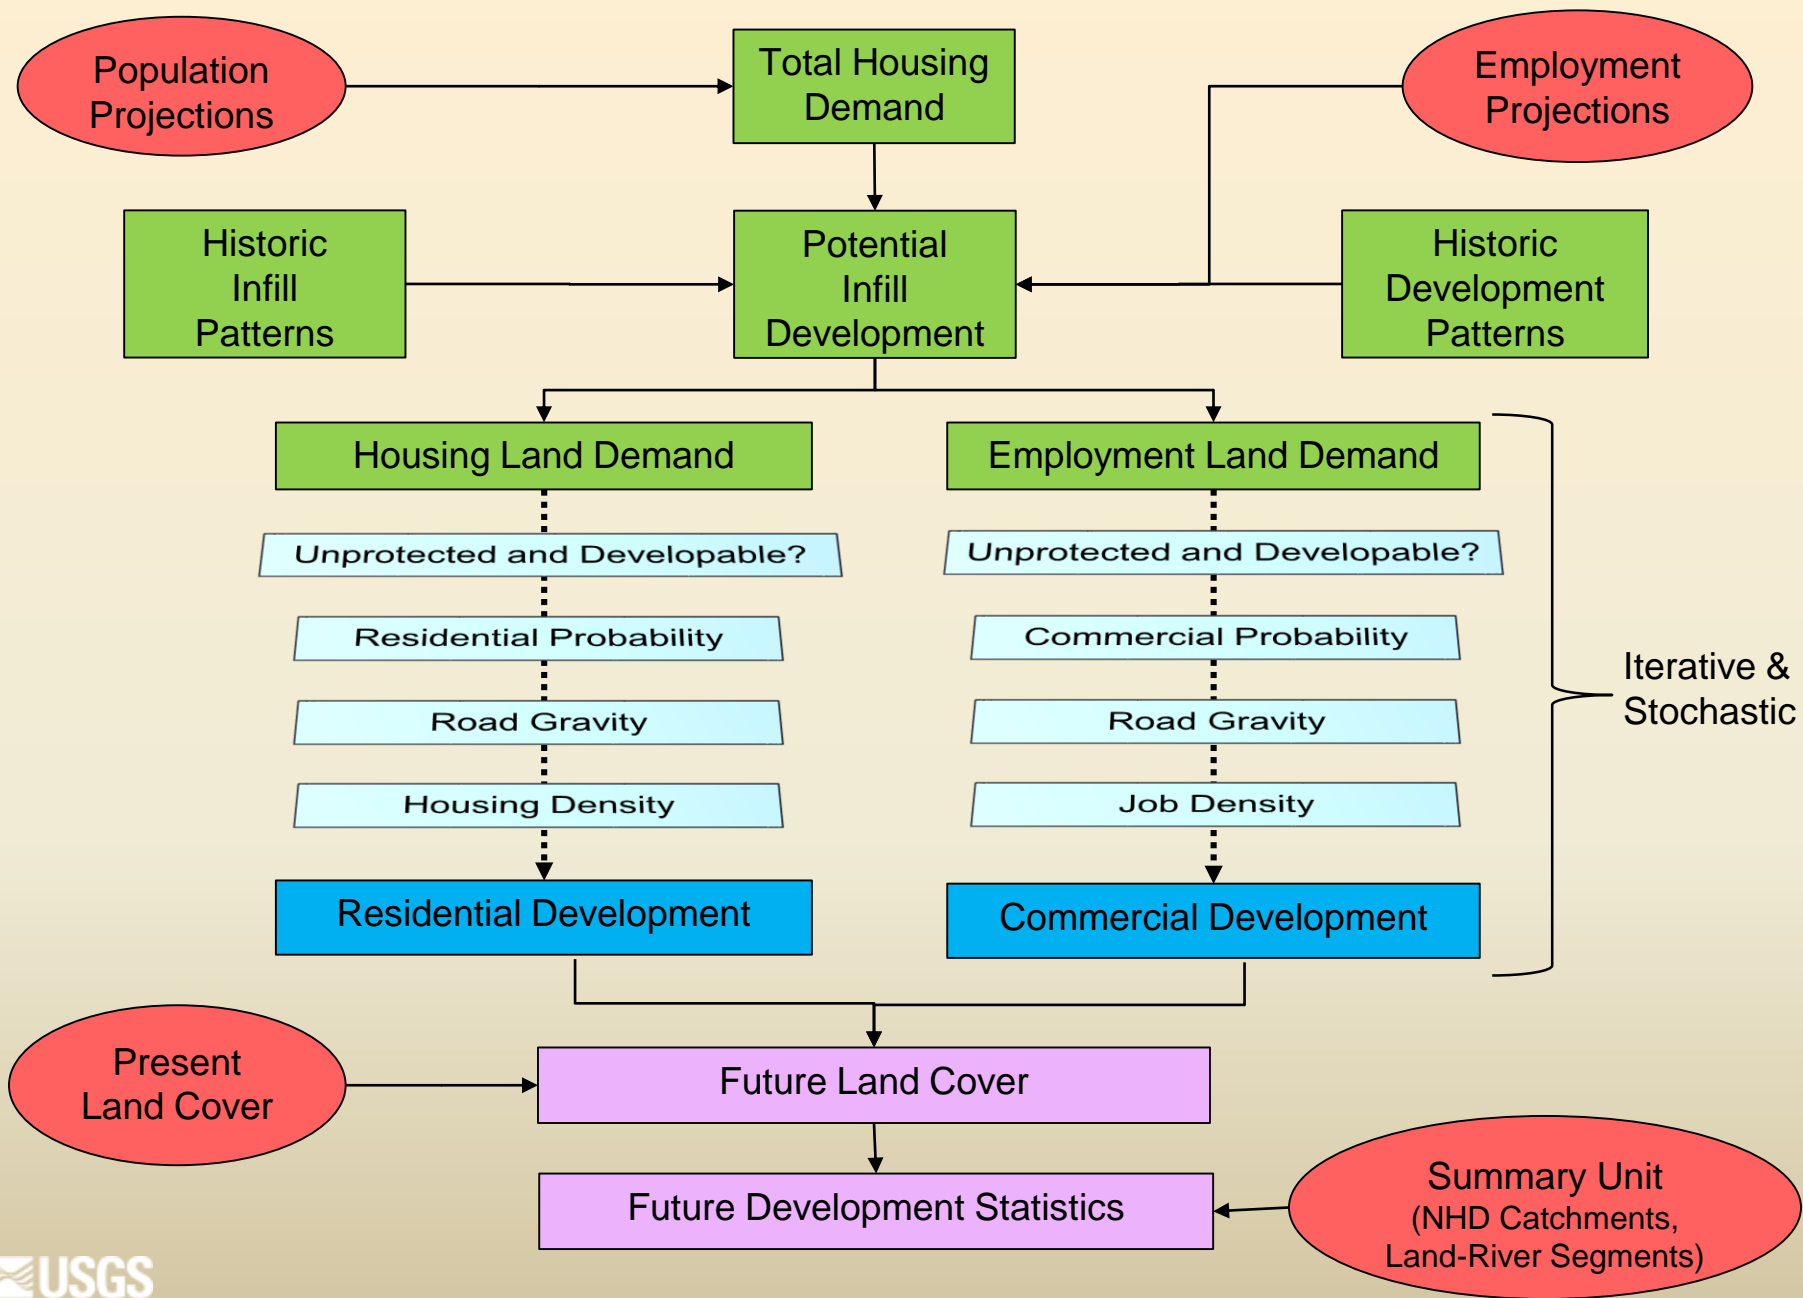 Population
Projections
Total Housing
Demand
Employment
Projections
Historic
Infill
Patterns
Potential
Infill
Development
Historic
Development
Patterns
Housing Land Demand
Employment Land Demand
Unprotected and Developable?
Unprotected and Developable?
Residential Probability
Commercial Probability
Road Gravity
Road Gravity
Housing Density
Job Density
Iterative &
Stochastic
Residential Development
Commercial Development
Present
Land Cover
Future Land Cover
Future Development Statistics
Summary Unit
(NHD Catchments,
Land-River Segments)
USGS